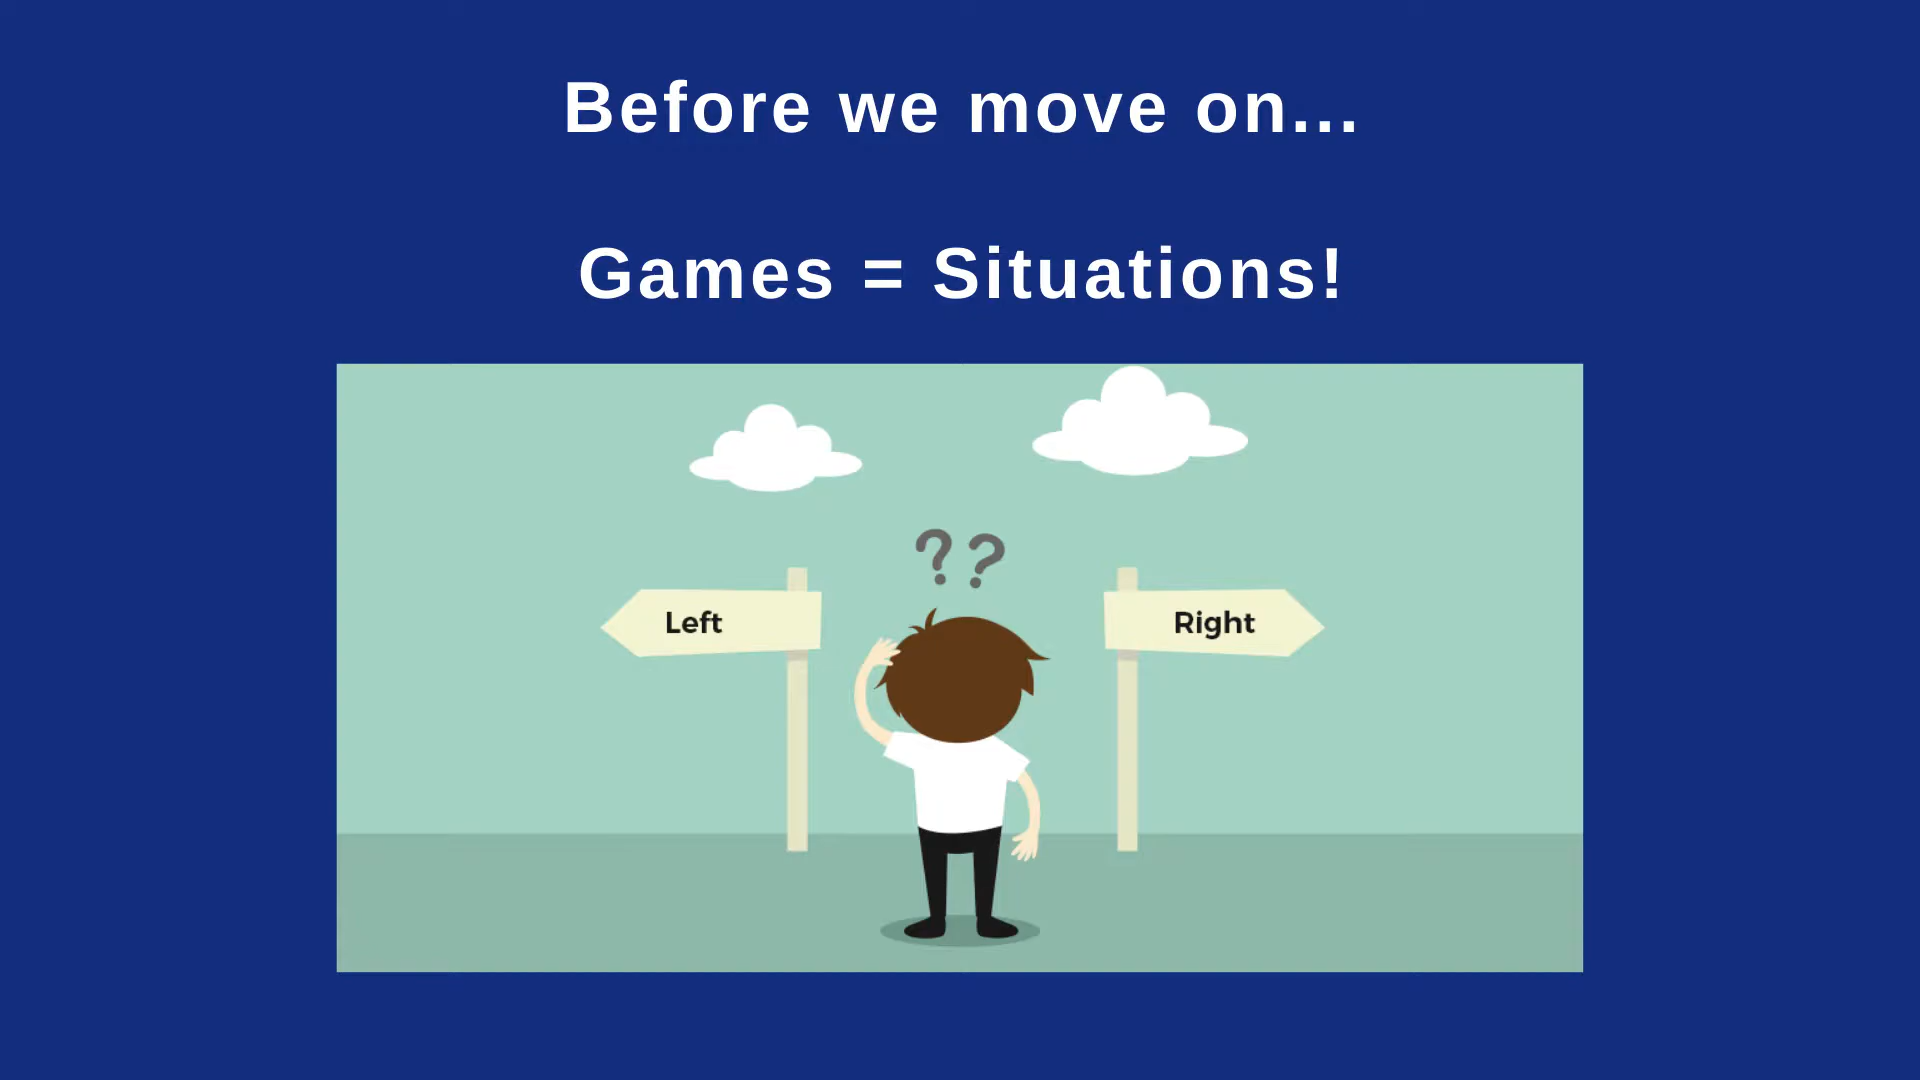 Before we move on...
Games = Situations!
??
Left
Right